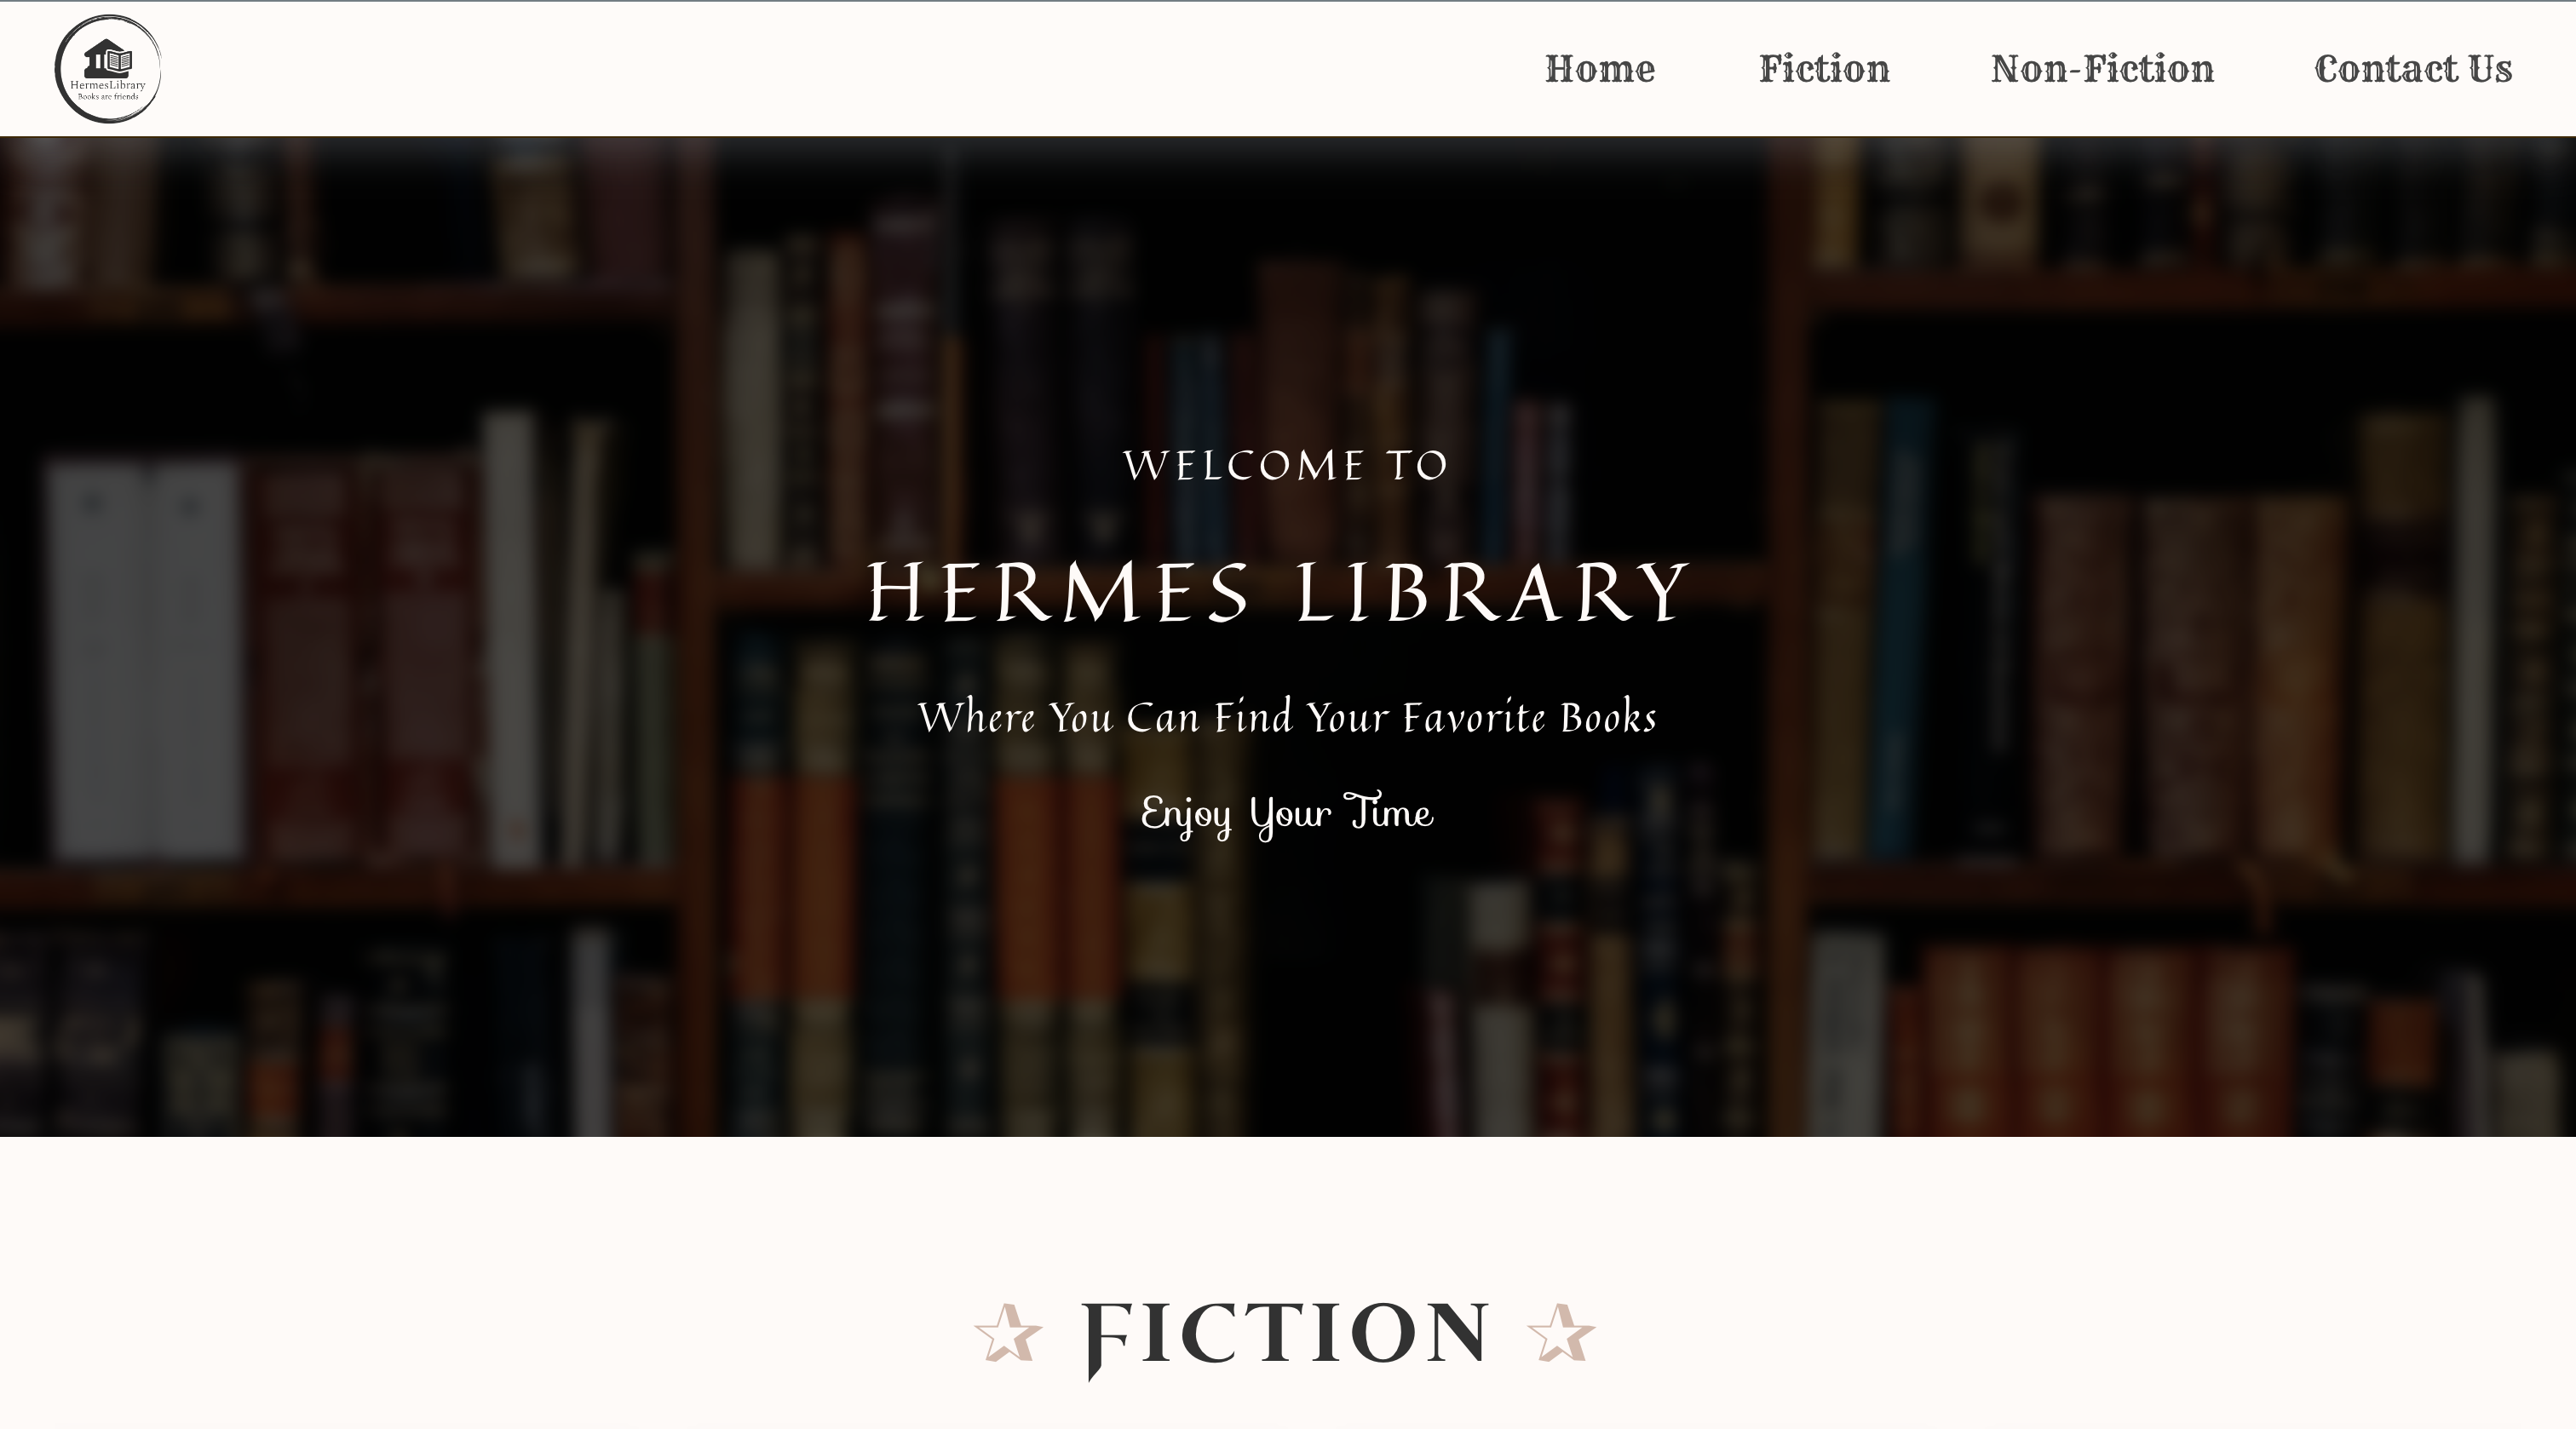 HermesLibrary
Books are friends
Home Fiction Non-Fiction Contact Us
WELCOME TO
HERMES LIBRARY
Where You Can Find Your Favorite Books
Enjoy Your Time
FICTION